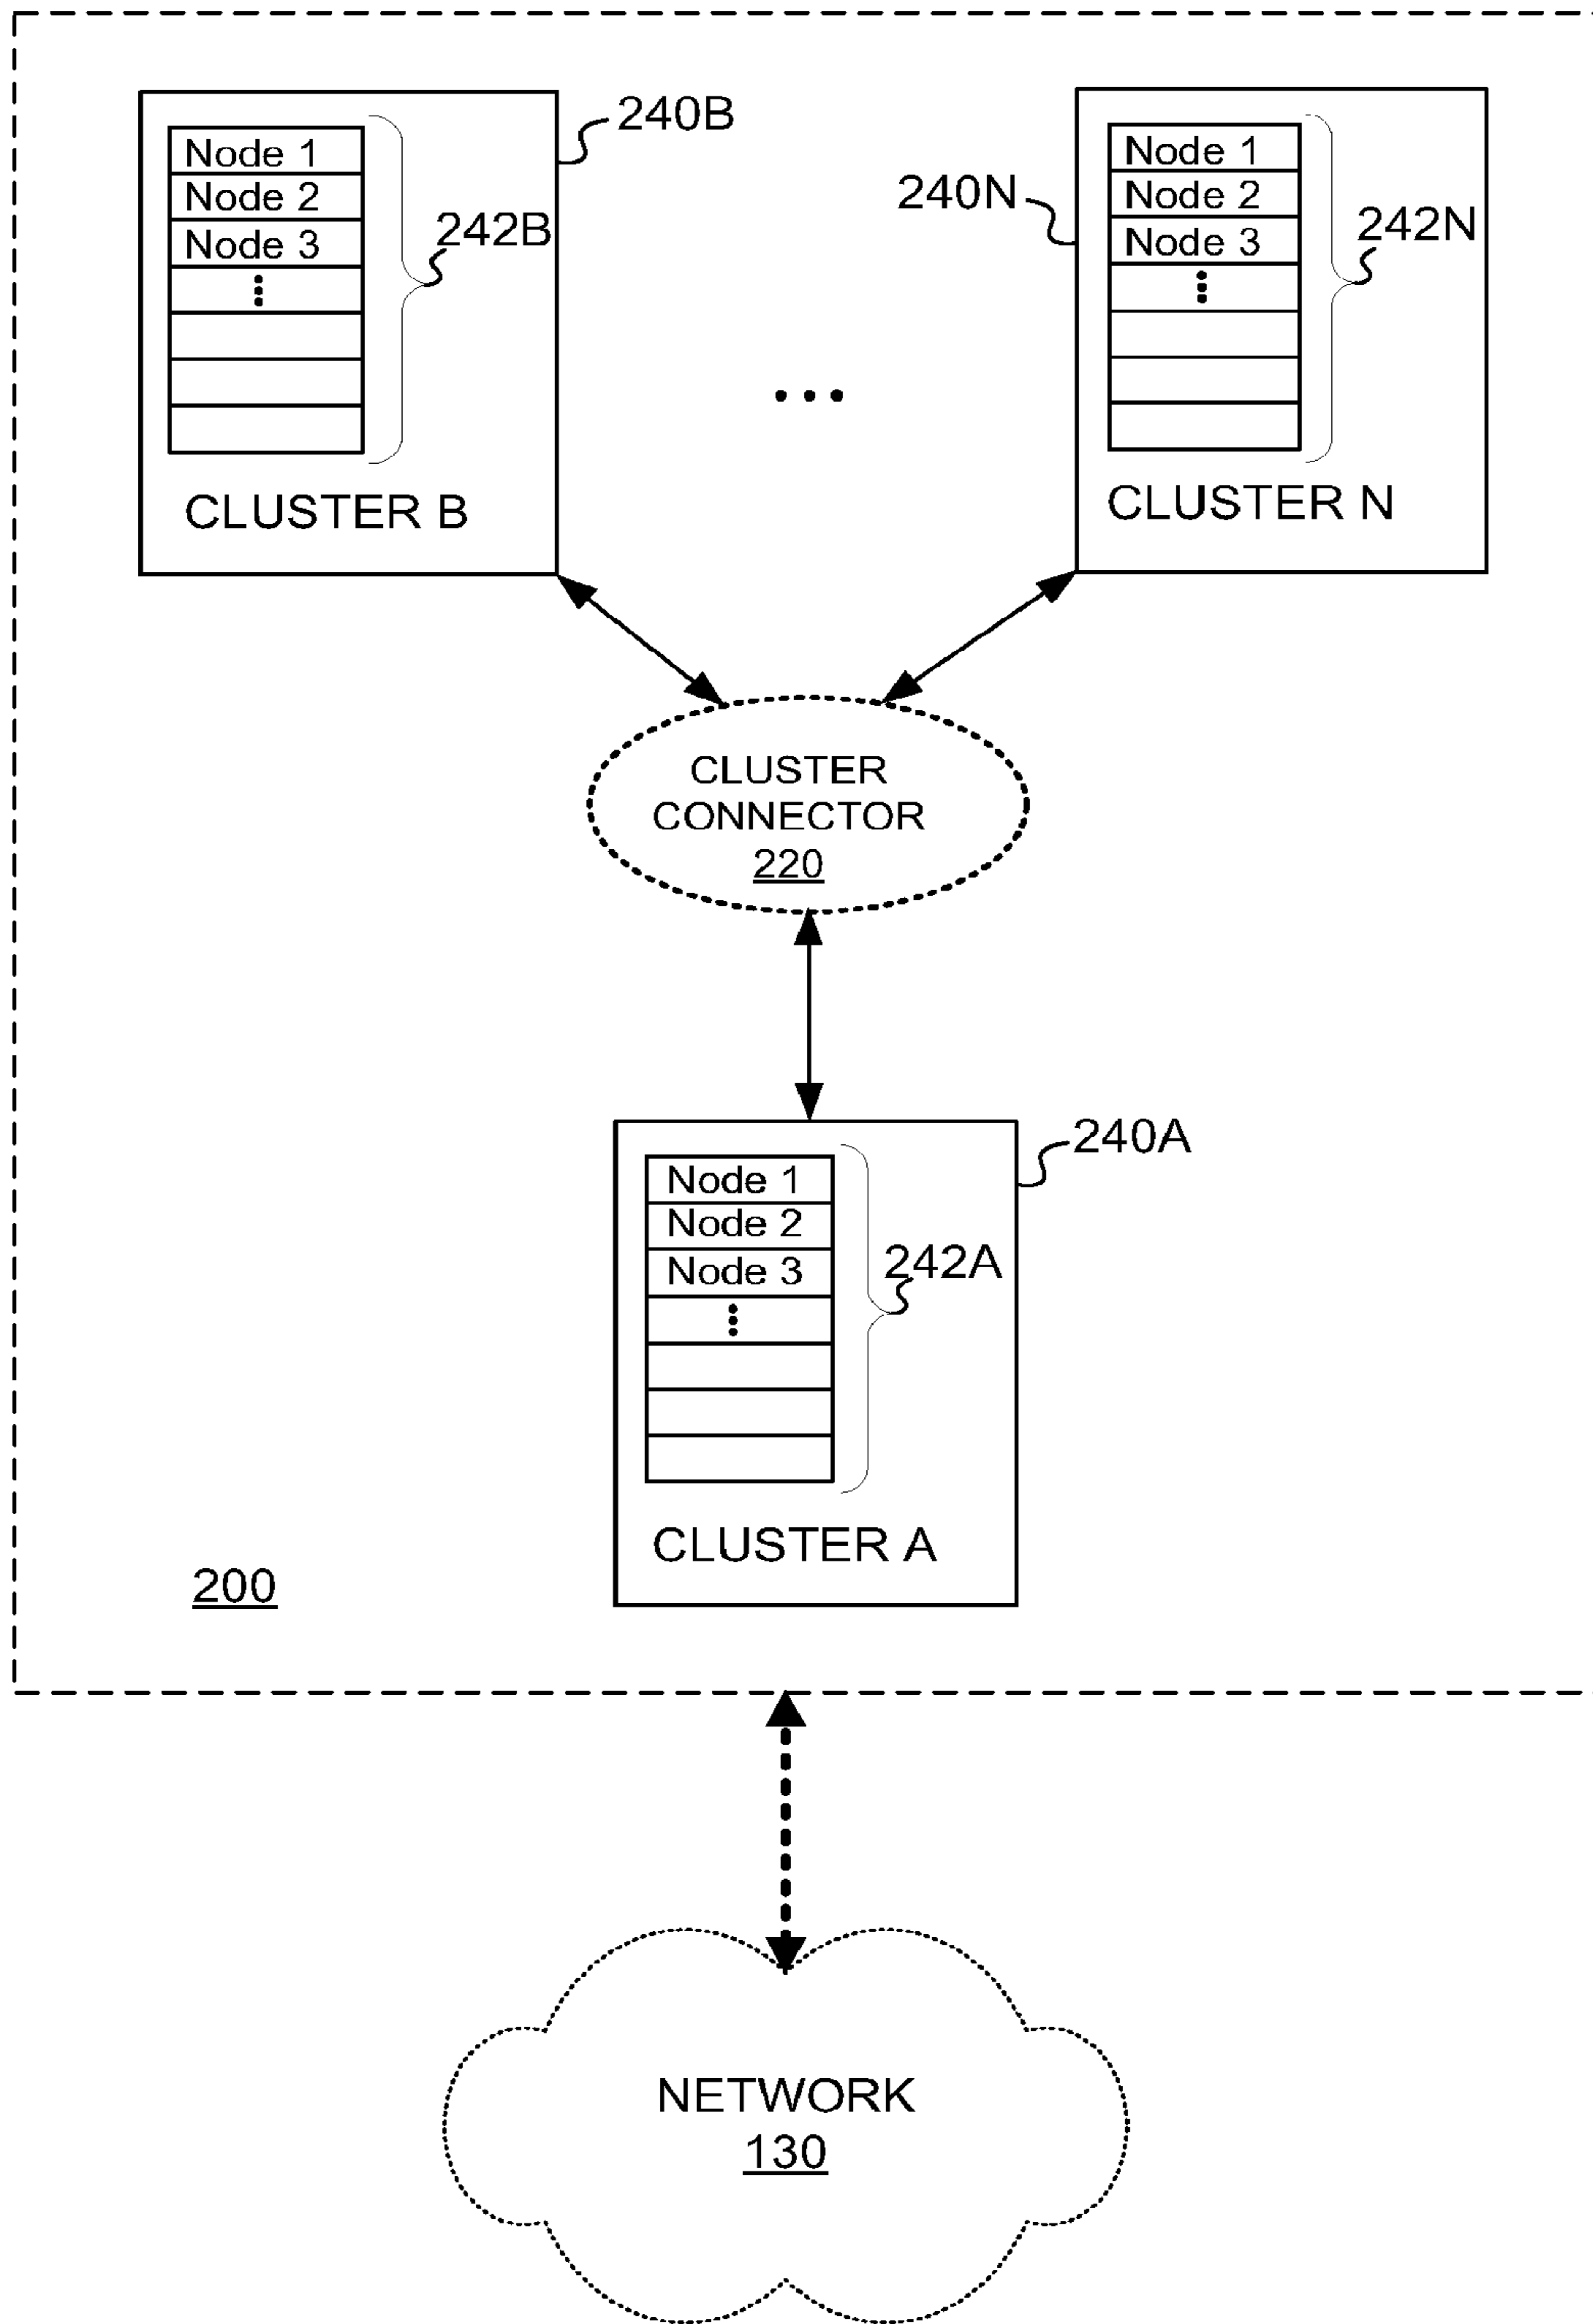 240B
Node 1
Node 2
Node 3
242B
CLUSTER B
240N
Node 1
Node 2
Node 3
242N
CLUSTER N
...
CLUSTER
CONNECTOR
220
240A
Node 1
Node 2
Node 3
242A
CLUSTER A
200
NETWORK
130